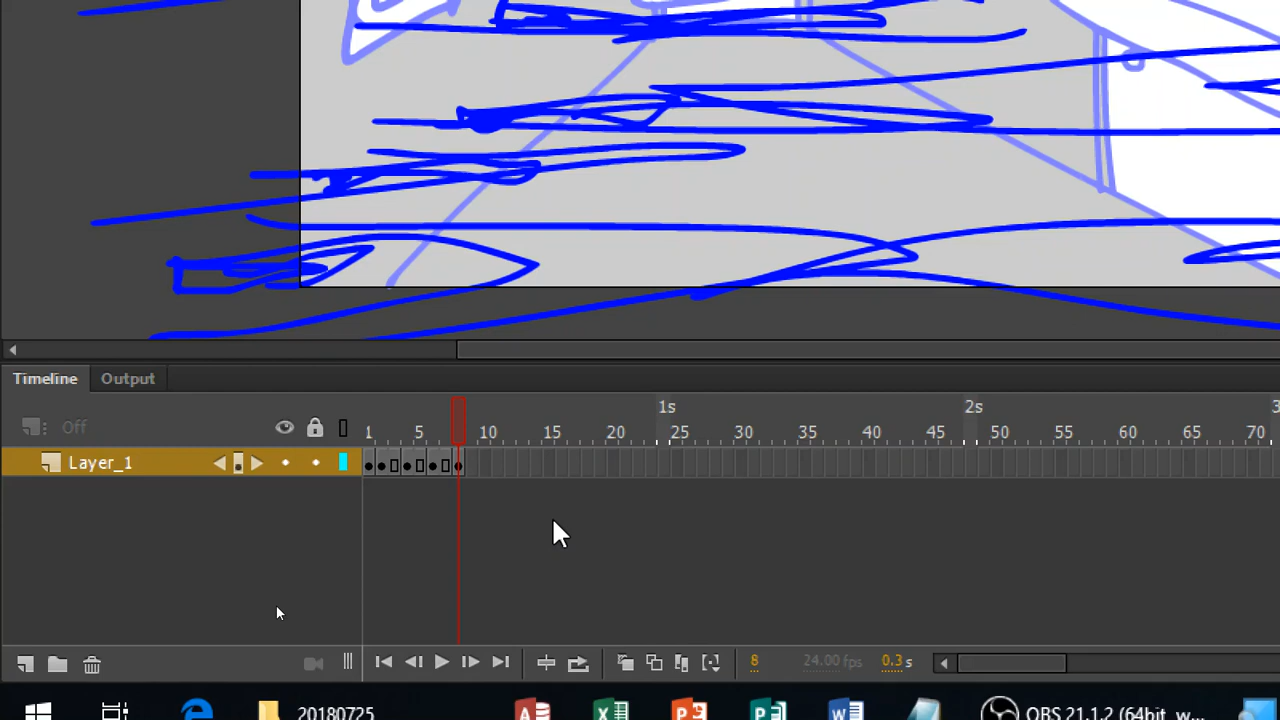 Timeline Output
1s 2s 3
Off 1 5 10 15 20 25 30 35 40 45 50 55 60 65 70
Layer_1
8 24.00 fps 0.3 s
20180725 OBS 21.1.2 (64bit, w...